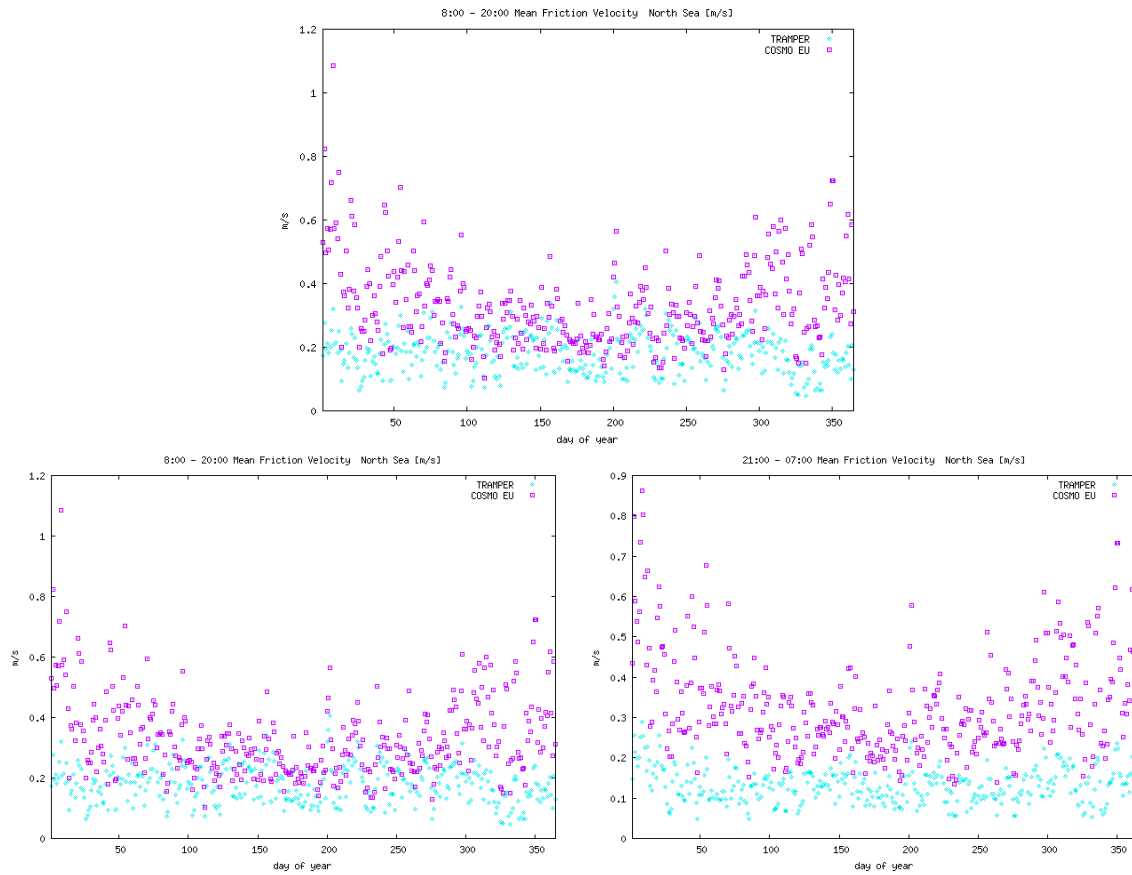 8:00 - 20:00 Mean Friction Velocity North Sea [m/s]
TRAMPER
COSMO EU
1.2
1
0.8
0.6
0.4
0.2
0
m/s
50 100 150 200 250 300 350
day of year
8:00 - 20:00 Mean Friction Velocity North Sea [m/s]
TRAMPER
COSMO EU
1.2
1
0.8
0.6
0.4
0.2
0
m/s
50 100 150 200 250 300 350
day of year
21:00 - 07:00 Mean Friction Velocity North Sea [m/s]
TRAMPER
COSMO EU
0.9
0.8
0.7
0.6
0.5
0.4
0.3
0.2
0.1
0
m/s
50 100 150 200 250 300 350
day of year